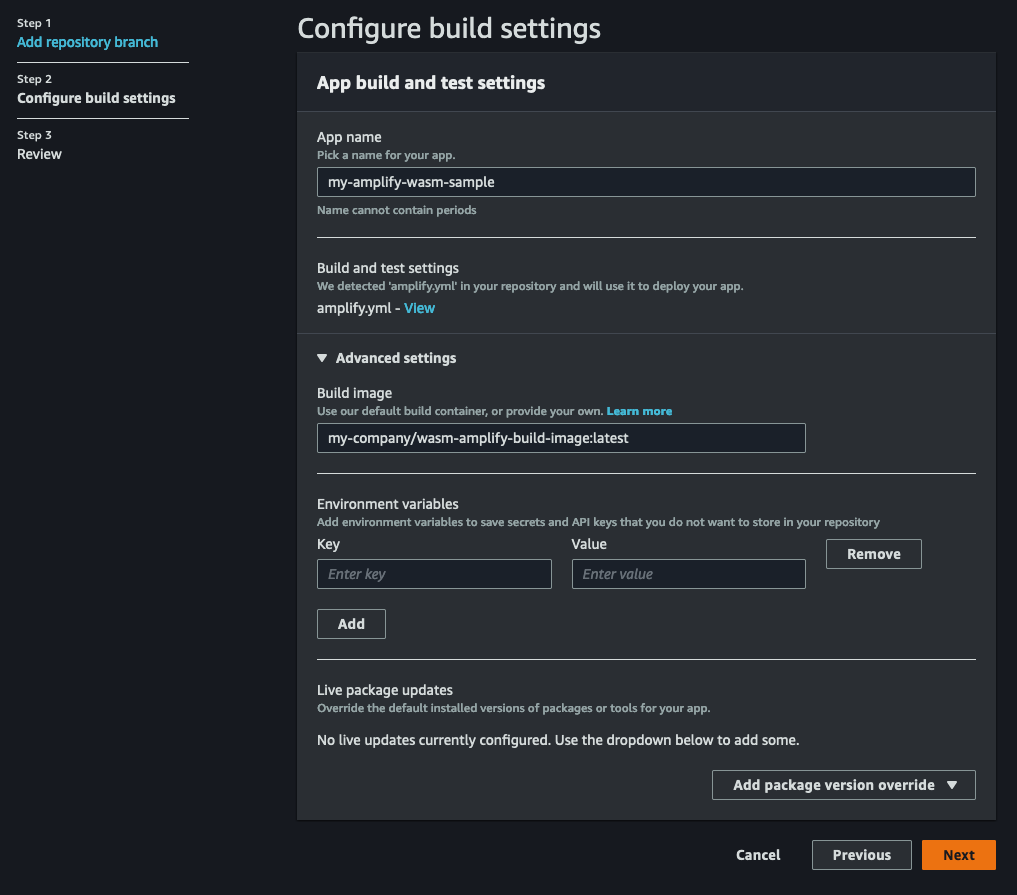 Step 1
Add repository branch
Step 2
Configure build settings
Step 3
Review
Configure build settings
App build and test settings
App name
Pick a name for your app.
my-amplify-wasm-sample
Name cannot contain periods
Build and test settings
We detected 'amplify.yml' in your repository and will use it to deploy your app.
amplify.yml - View
Advanced settings
Build image
Use our default build container, or provide your own. Learn more
my-company/wasm-amplify-build-image:latest
Environment variables
Add environment variables to save secrets and API keys that you do not want to store in your repository
Key Value
Enter key Enter value Remove
Add
Live package updates
Override the default installed versions of packages or tools for your app.
No live updates currently configured. Use the dropdown below to add some.
Add package version override
Cancel Previous Next